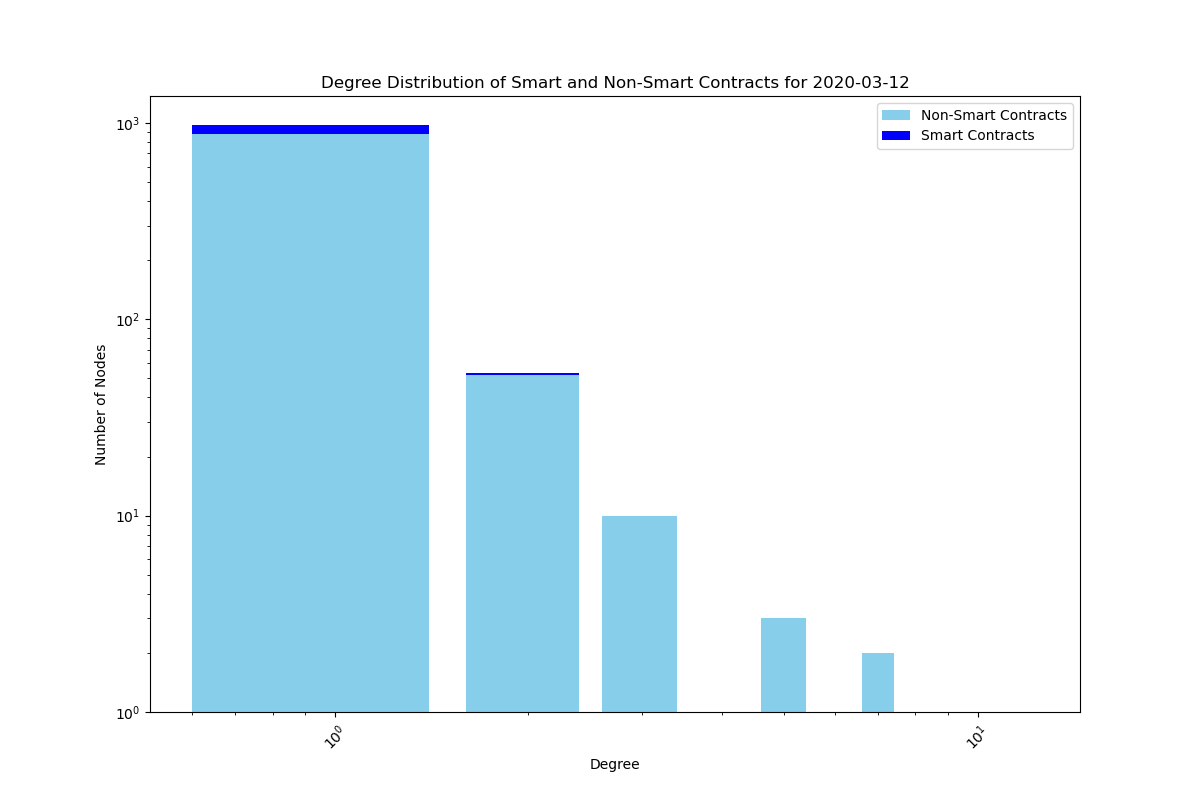 Degree Distribution of Smart and Non-Smart Contracts for 2020-03-12
Non-Smart Contracts
Smart Contracts
Number of Nodes
10³
10²
10¹
10⁰
10⁰
10¹
Degree